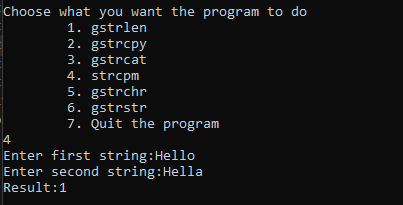 Choose what you want the program to do
1. gstrlen
2. gstrcpy
3. gstrcat
4. strcpm
5. gstrchr
6. gstrstr
7. Quit the program
4
Enter first string:Hello
Enter second string:Hella
Result:1